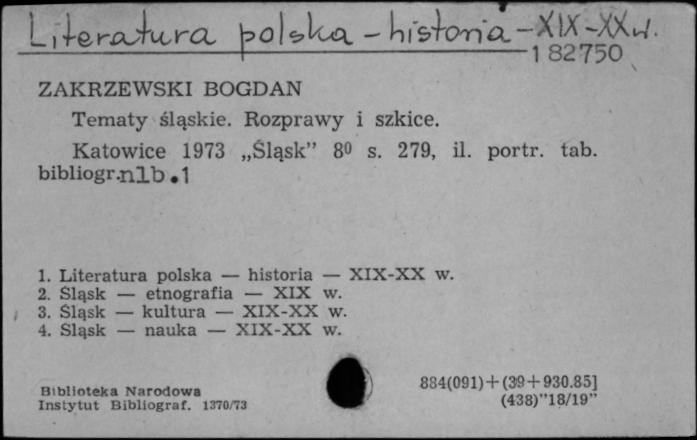 Literatura polska - historia - XIX-XX w.
182750
ZAKRZEWSKI BOGDAN
Tematy śląskie. Rozprawy i szkice.
Katowice 1973 „Śląsk” 8⁰ s. 279, il. portr. tab.
bibliogr.nlb.1
1. Literatura polska — historia — XIX-XX w.
2. Śląsk — etnografia — XIX w.
3. Śląsk — kultura — XIX-XX w.
4. Śląsk — nauka — XIX-XX w.
Biblioteka Narodowa
Instytut Bibliograf. 1370/73
884(091)+(39+930.85]
(438)”18/19”